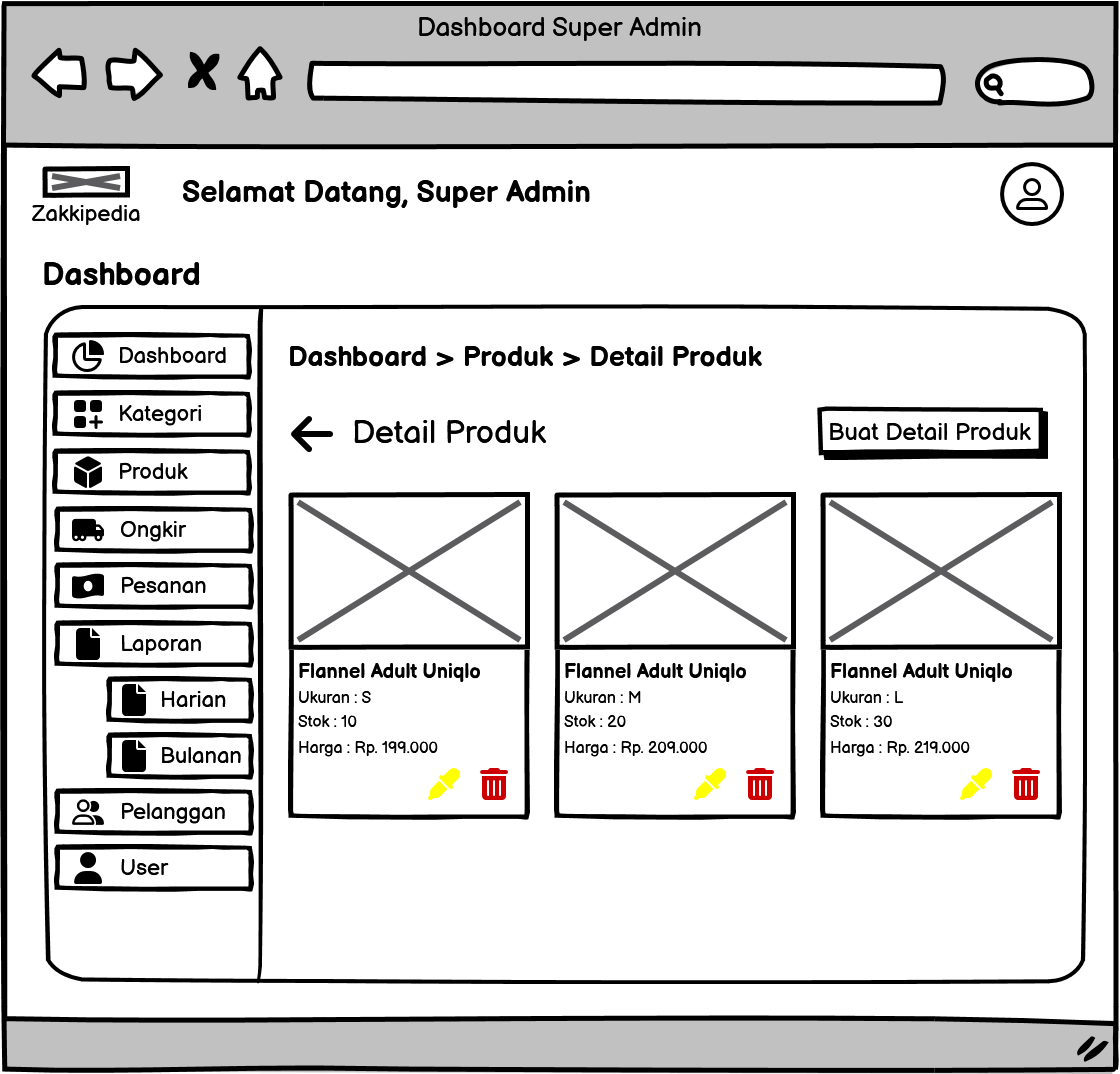 Dashboard Super Admin
Zakkipedia
Selamat Datang, Super Admin
Dashboard
Dashboard
Kategori
Produk
Ongkir
Pesanan
Laporan
Harian
Bulanan
Pelanggan
User
Dashboard > Produk > Detail Produk
Detail Produk
Buat Detail Produk
Flannel Adult Uniqlo
Ukuran : S
Stok : 10
Harga : Rp. 199.000
Flannel Adult Uniqlo
Ukuran : M
Stok : 20
Harga : Rp. 209.000
Flannel Adult Uniqlo
Ukuran : L
Stok : 30
Harga : Rp. 219.000